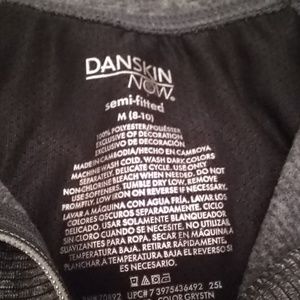 DANSKIN
NOW®
semi-fitted
M (8-10)
100% POLYESTER/POLIÉSTER
EXCLUSIVE OF DECORATION
EXCLUSIVO DE DECORACIÓN
MADE IN CAMBODIA/HECHO EN CAMBOYA
MACHINE WASH COLD. WASH DARK COLORS
SEPARATELY, DELICATE CYCLE. USE ONLY
NON-CHLORINE BLEACH WHEN NEEDED. DO NOT
USE SOFTENERS. TUMBLE DRY LOW. REMOVE
PROMPTLY. LOW IRON ON REVERSE IF NECESSARY.
LAVAR A MÁQUINA CON AGUA FRÍA, LAVAR LOS
COLORES OSCUROS SEPARADAMENTE. CICLO
DELICADO. USAR SOLAMENTE BLANQUEADOR
SIN CLORO CUANDO SE NECESITE. NO USAR
SUAVIZANTES PARA ROPA. SECAR EN MÁQUINA A
TEMPERATURA BAJA. RETIRAR RÁPIDAMENTE.
PLANCHAR A TEMPERATURA BAJA EL REVERSO SI
ES NECESARIO.
UPC# 7 3975436492 25L
COLOR GRYSTN